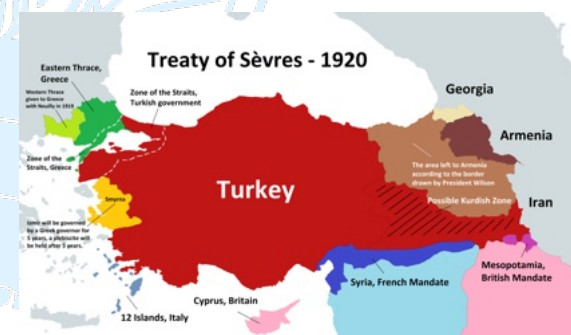 Treaty of Sèvres - 1920
Eastern Thrace,
Greece
Western Thrace
given to Greece
with Neuilly in 1919
Zone of the Straits,
Turkish government
Georgia
Armenia
Zone of the
Straits, Greece
The area left to Armenia
according to the border
drawn by President Wilson
Turkey
Possible Kurdish Zone
Iran
Smyrna
Izmir will be governed
by a Greek governor for
5 years, a plebiscite will
be held after 5 years.
Mesopotamia,
British Mandate
Syria, French Mandate
Cyprus, Britain
12 Islands, Italy